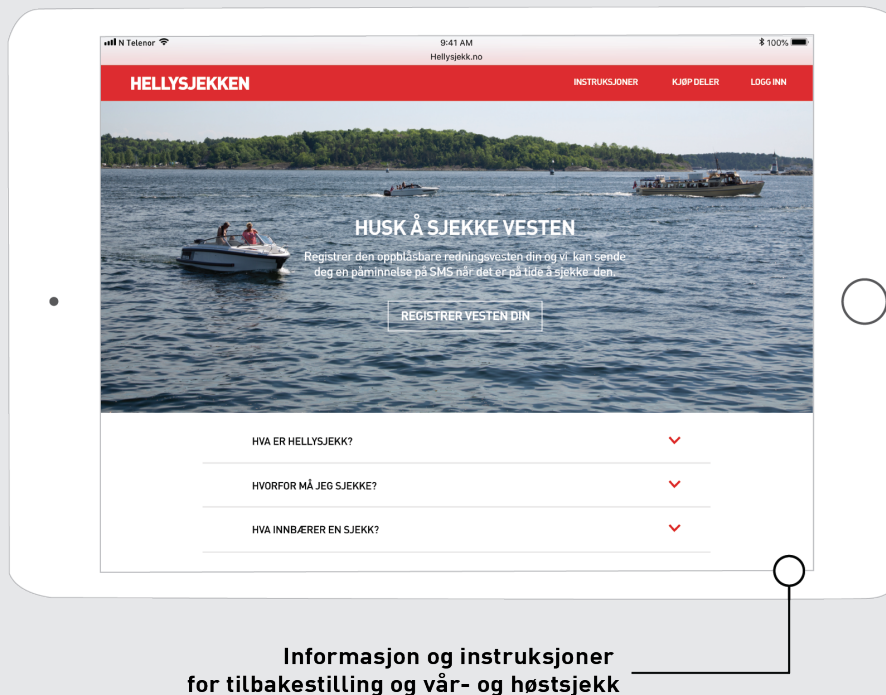 N Telenor
9:41 AM
100%
Hellysjekk.no
HELLYSJEKKEN
INSTRUKSJONER
KJØP DELER
LOGG INN
HUSK Å SJEKKE VESTEN
Registrer den oppblåsbare redningsvesten din og vi kan sende
deg en påminnelse på SMS når det er på tide å sjekke den.
REGISTRER VESTEN DIN
HVA ER HELLYSJEKK?
HVORFOR MÅ JEG SJEKKE?
HVA INNBÆRER EN SJEKK?
Informasjon og instruksjoner
for tilbakestilling og vår- og høstsjekk